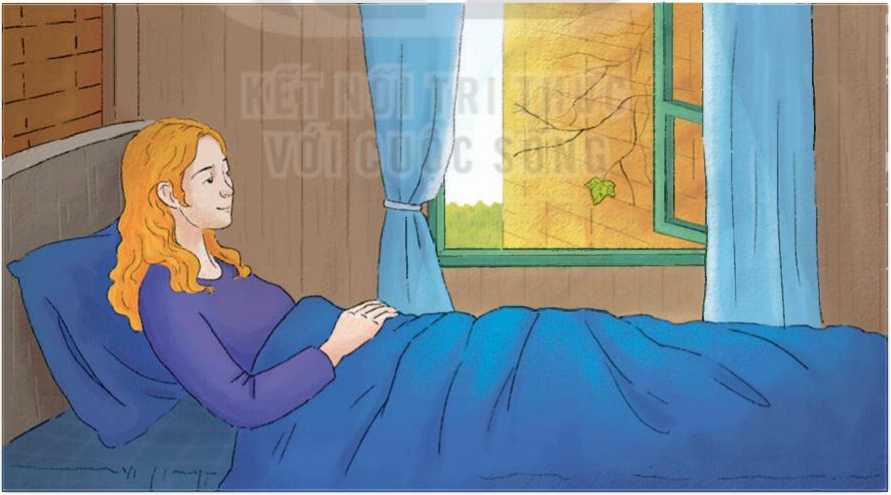 KẾT NỐI TRI THỨC
VỚI CUỘC SỐNG